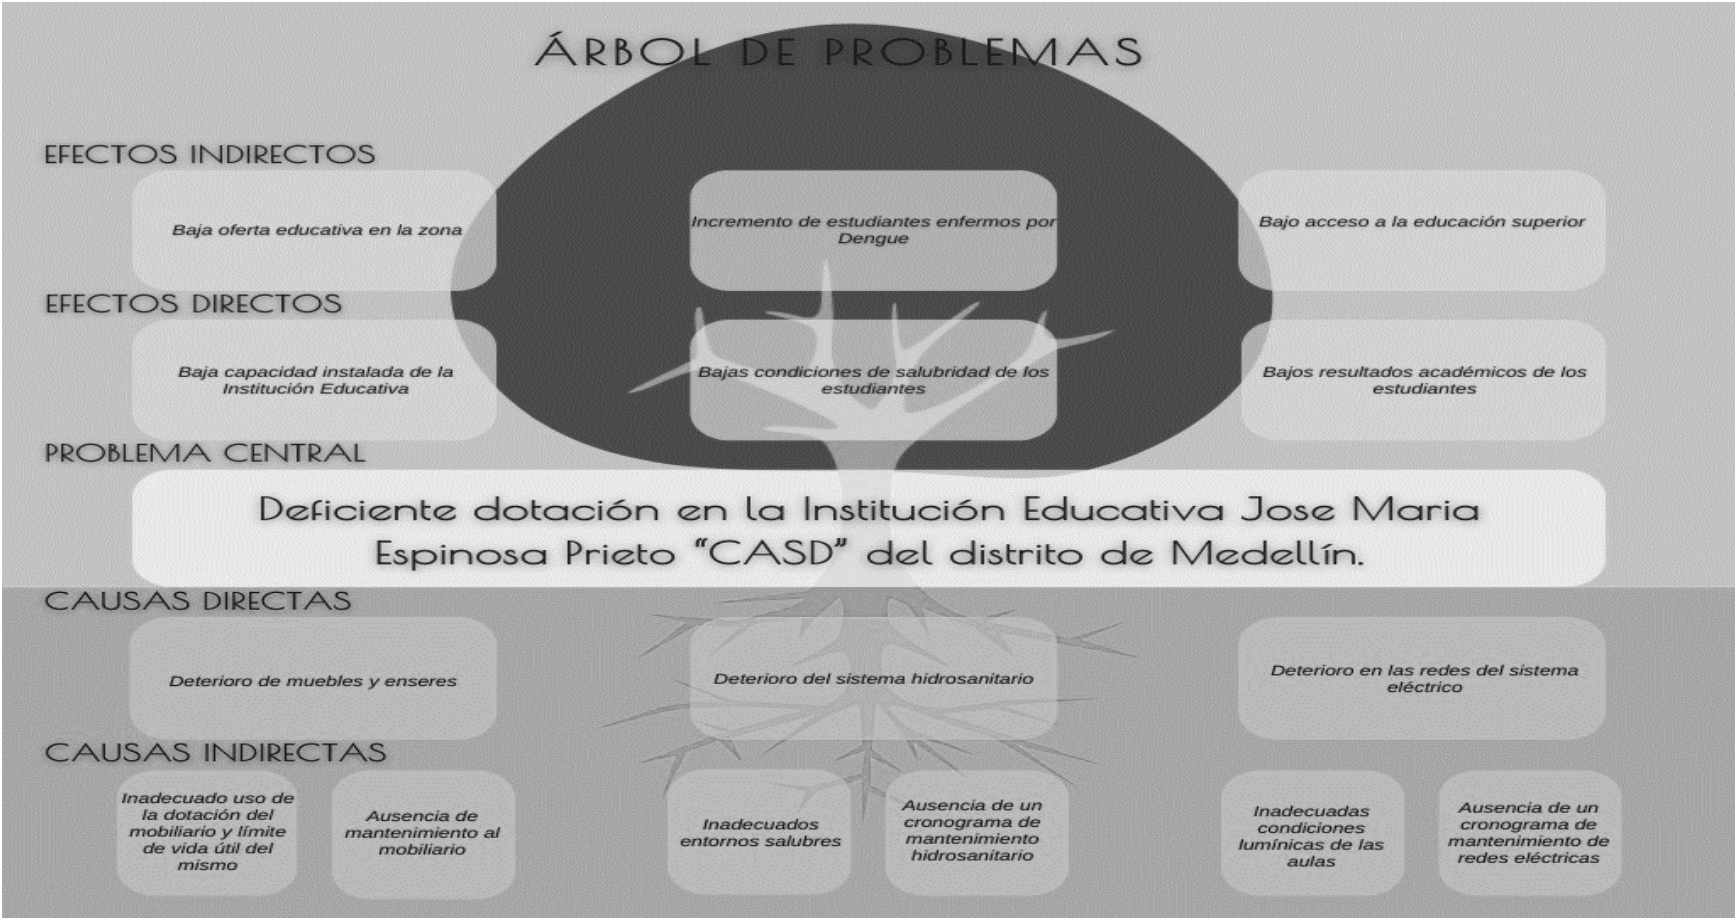 ÁRBOL DE PROBLEMAS
EFECTOS INDIRECTOS
Baja oferta educativa en la zona
Incremento de estudiantes enfermos por
Dengue
Bajo acceso a la educación superior
EFECTOS DIRECTOS
Baja capacidad instalada de la
Institución Educativa
Bajas condiciones de salubridad de los
estudiantes
Bajos resultados académicos de los
estudiantes
PROBLEMA CENTRAL
Deficiente dotación en la Institución Educativa Jose Maria
Espinosa Prieto “CASD” del distrito de Medellín.
CAUSAS DIRECTAS
Deterioro de muebles y enseres
Deterioro del sistema hidrosanitario
Deterioro en las redes del sistema
eléctrico
CAUSAS INDIRECTAS
Inadecuado uso de
la dotación del
mobiliario y límite
de vida útil del
mismo
Ausencia de
mantenimiento al
mobiliario
Inadecuados
entornos salubres
Ausencia de un
cronograma de
mantenimiento
hidrosanitario
Inadecuadas
condiciones
lumínicas de las
aulas
Ausencia de un
cronograma de
mantenimiento de
redes eléctricas